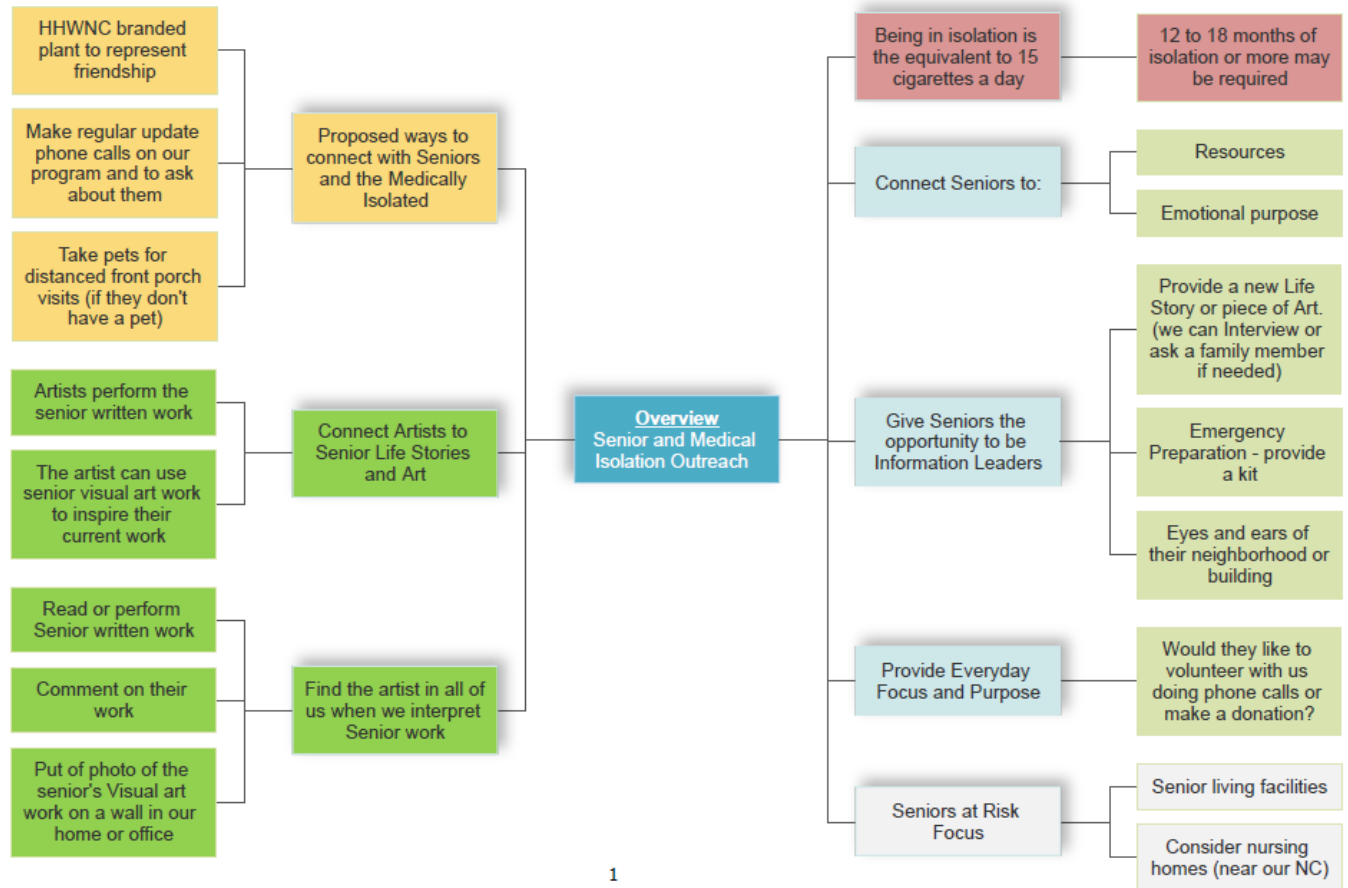 HHWNC branded
plant to represent
friendship
Make regular update
phone calls on our
program and to ask
about them
Take pets for
distanced front porch
visits (if they don't
have a pet)
Proposed ways to
connect with Seniors
and the Medically
Isolated
Artists perform the
senior written work
The artist can use
senior visual art work
to inspire their
current work
Connect Artists to
Senior Life Stories
and Art
Read or perform
Senior written work
Comment on their
work
Put of photo of the
senior's Visual art
work on a wall in our
home or office
Find the artist in all of
us when we interpret
Senior work
Overview
Senior and Medical
Isolation Outreach
Being in isolation is
the equivalent to 15
cigarettes a day
12 to 18 months of
isolation or more may
be required
Connect Seniors to:
Resources
Emotional purpose
Give Seniors the
opportunity to be
Information Leaders
Provide a new Life
Story or piece of Art.
(we can Interview or
ask a family member
if needed)
Emergency
Preparation - provide
a kit
Eyes and ears of
their neighborhood or
building
Provide Everyday
Focus and Purpose
Would they like to
volunteer with us
doing phone calls or
make a donation?
Seniors at Risk
Focus
Senior living facilities
Consider nursing
homes (near our NC)
1